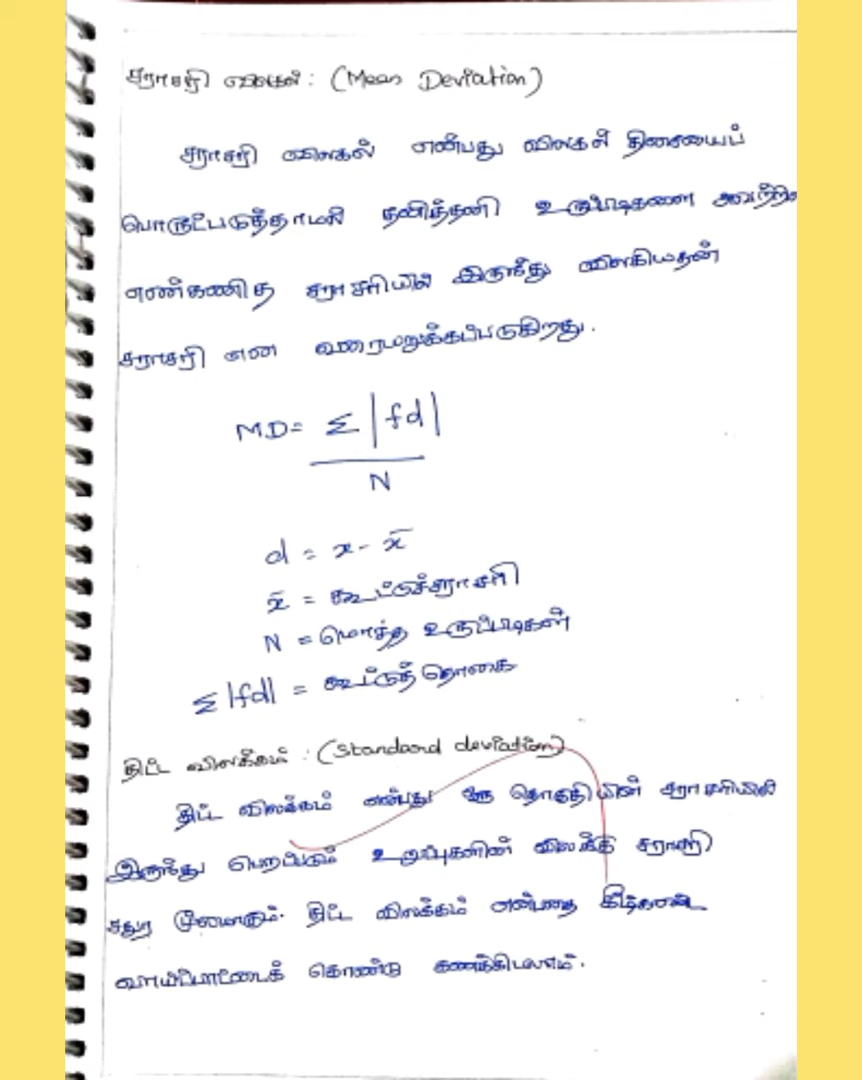 சராசரி விலகல் : (Mean Deviation)
சராசரி விலகல் என்பது விலகல் திசையைப்
பொருட்படுத்தாமல் தனித்தனி உருப்படிகளை அவற்றின்
எண்கணித சராசரியில் இருந்து விலகியதன்
சராசரி என வரையறுக்கப்படுகிறது.
MD= Σ |fd|
N
d = x - x̄
x̄ = கூட்டுச்சராசரி
N = மொத்த உருப்படிகள்
Σ|fd| = கூட்டுத் தொகை
திட்ட விலக்கம் : (Standard deviation)
திட்ட விலக்கம் என்பது ஒரு தொகுதியின் சராசரியில்
இருந்து பெறப்படும் உறுப்புகளின் விலக்கு சராசரி
சதுர மூலமாகும். திட்ட விலக்கம் என்பதை கீழ்கண்ட
வாய்ப்பாட்டைக் கொண்டு கணக்கிடலாம்.